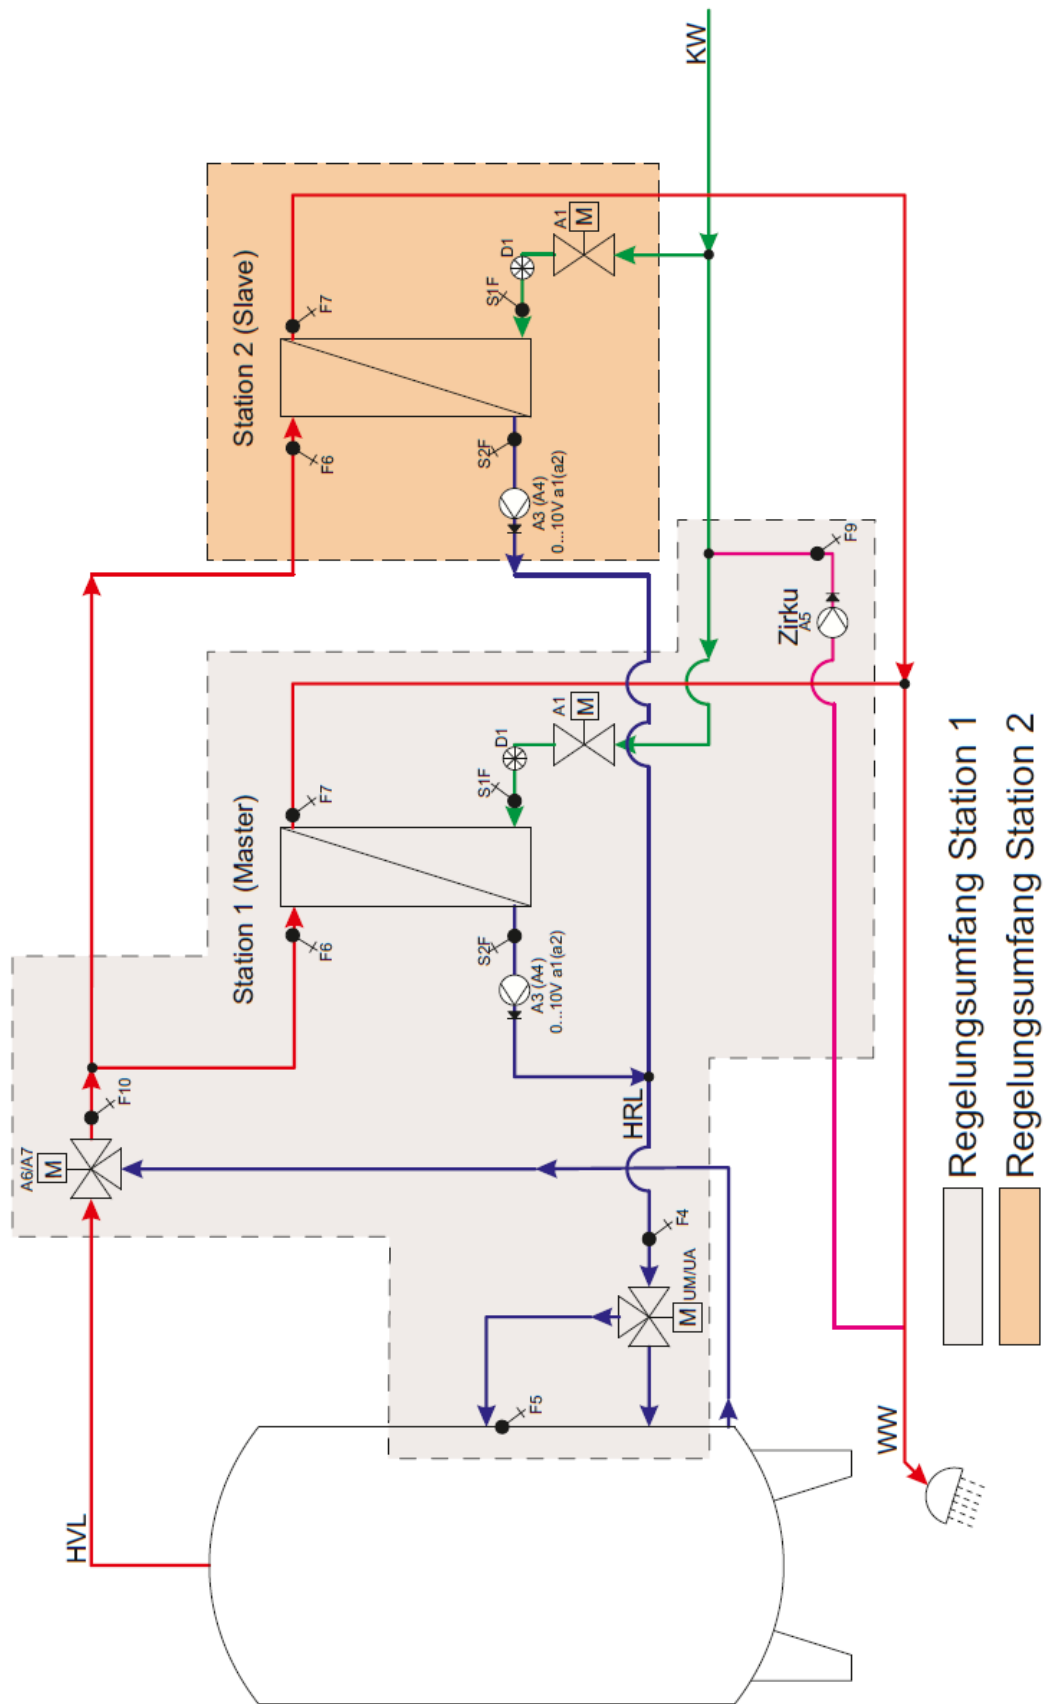 KW
Station 2 (Slave)
F7
F6
S1F
D1
A1
M
S2F
A3 (A4)
0...10V a1(a2)
F9
Zirku
A5
Station 1 (Master)
F7
F6
S1F
D1
A1
M
S2F
A3 (A4)
0...10V a1(a2)
A6/A7
M
F10
HRL
F4
M
UM/UA
F5
HVL
WW
Regelungsumfang Station 1
Regelungsumfang Station 2